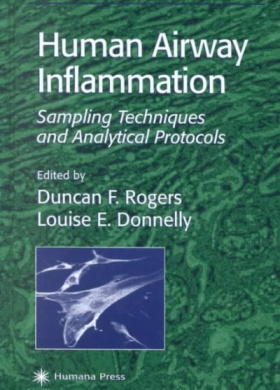 Human Airway
Inflammation
Sampling Techniques
and Analytical Protocols
Edited by
Duncan F. Rogers
Louise E. Donnelly
Humana Press